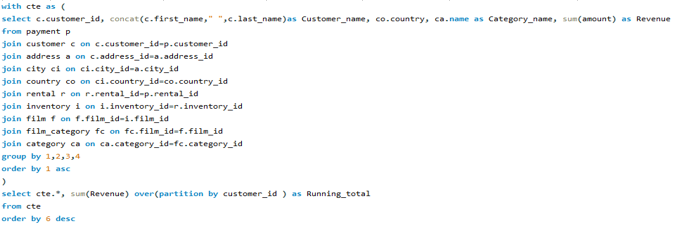 with cte as (
select c.customer_id, concat(c.first_name," ",c.last_name)as Customer_name, co.country, ca.name as Category_name, sum(amount) as Revenue
from payment p
join customer c on c.customer_id=p.customer_id
join address a on c.address_id=a.address_id
join city ci on ci.city_id=a.city_id
join country co on ci.country_id=co.country_id
join rental r on r.rental_id=p.rental_id
join inventory i on i.inventory_id=r.inventory_id
join film f on f.film_id=i.film_id
join film_category fc on fc.film_id=f.film_id
join category ca on ca.category_id=fc.category_id
group by 1,2,3,4
order by 1 asc
)
select cte.*, sum(Revenue) over(partition by customer_id ) as Running_total
from cte
order by 6 desc